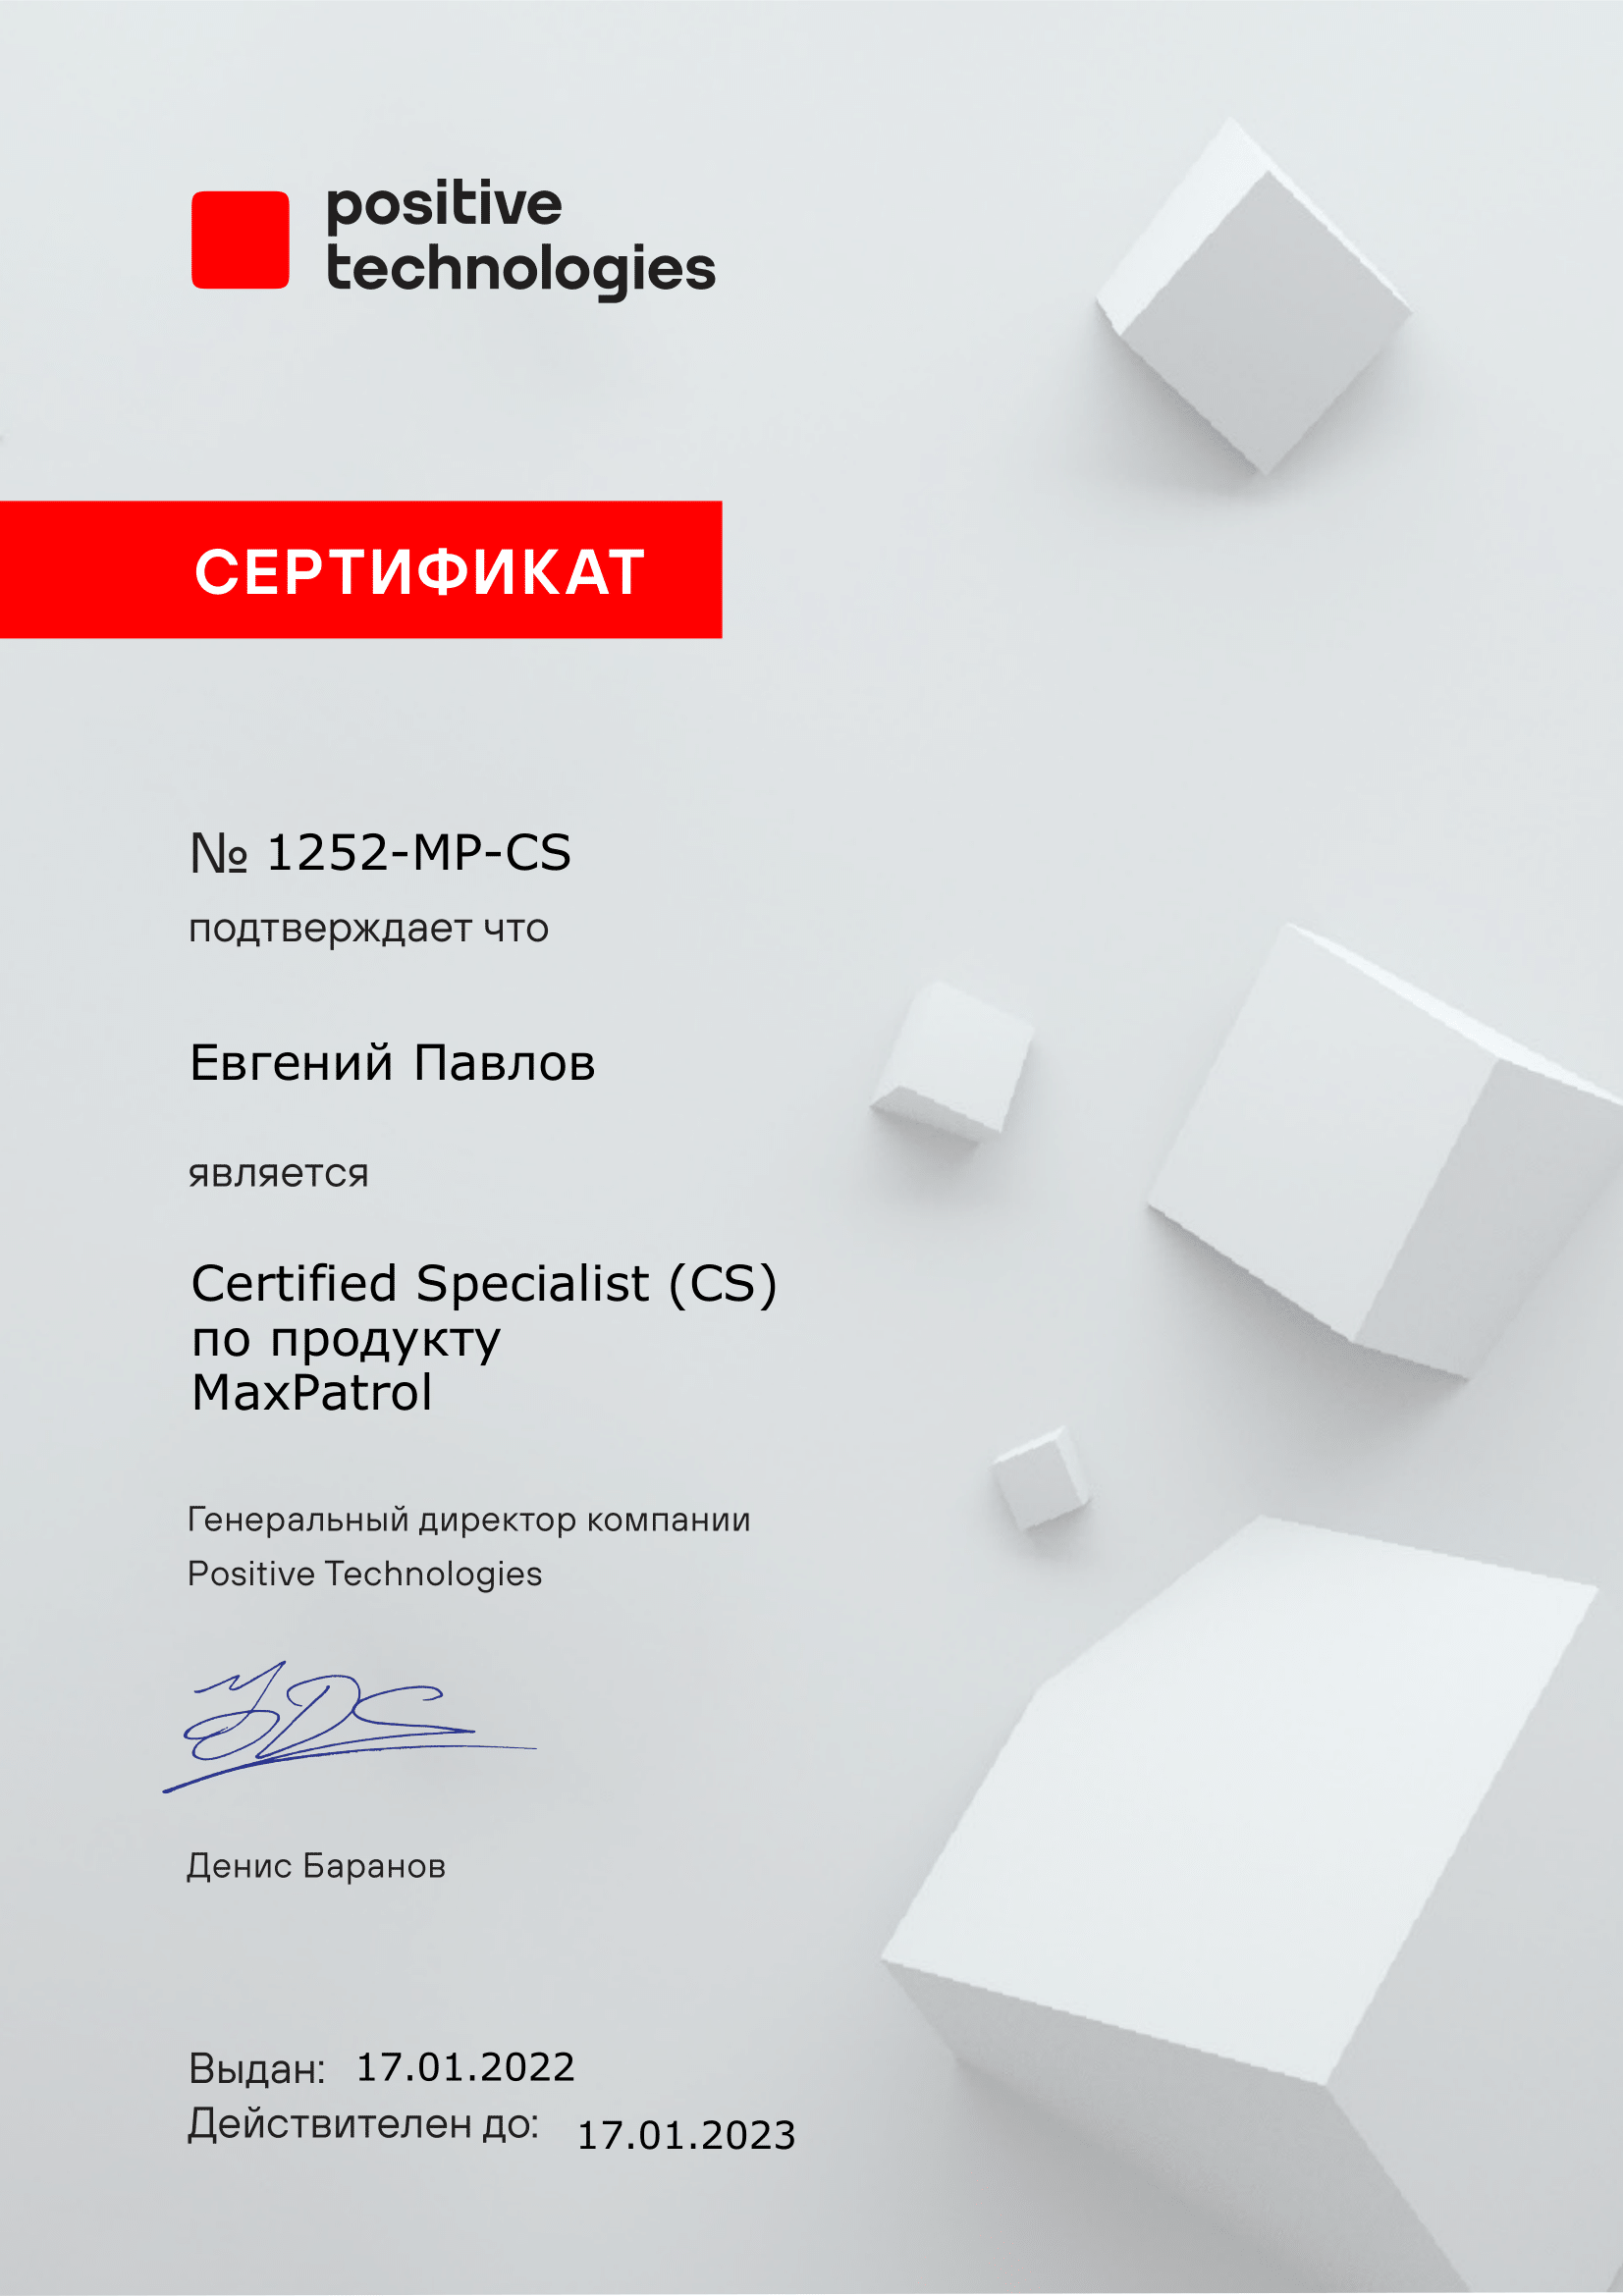 positive
technologies
СЕРТИФИКАТ
№ 1252-MP-CS
подтверждает что
Евгений Павлов
является
Certified Specialist (CS)
по продукту
MaxPatrol
Генеральный директор компании
Positive Technologies
Денис Баранов
Выдан: 17.01.2022
Действителен до: 17.01.2023